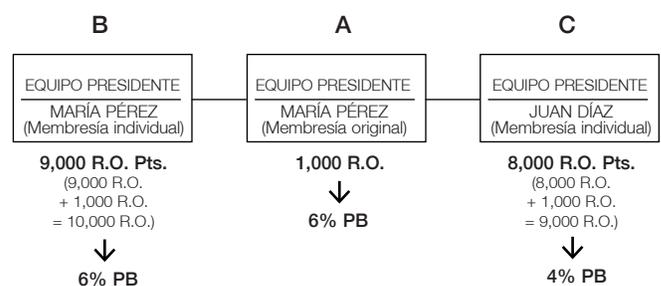 B
EQUIPO PRESIDENTE
MARÍA PÉREZ
(Membresía individual)
9,000 R.O. Pts.
(9,000 R.O.
+ 1,000 R.O.
= 10,000 R.O.)
6% PB
A
EQUIPO PRESIDENTE
MARÍA PÉREZ
(Membresía original)
1,000 R.O.
6% PB
C
EQUIPO PRESIDENTE
JUAN DÍAZ
(Membresía individual)
8,000 R.O. Pts.
(8,000 R.O.
+ 1,000 R.O.
= 9,000 R.O.)
4% PB